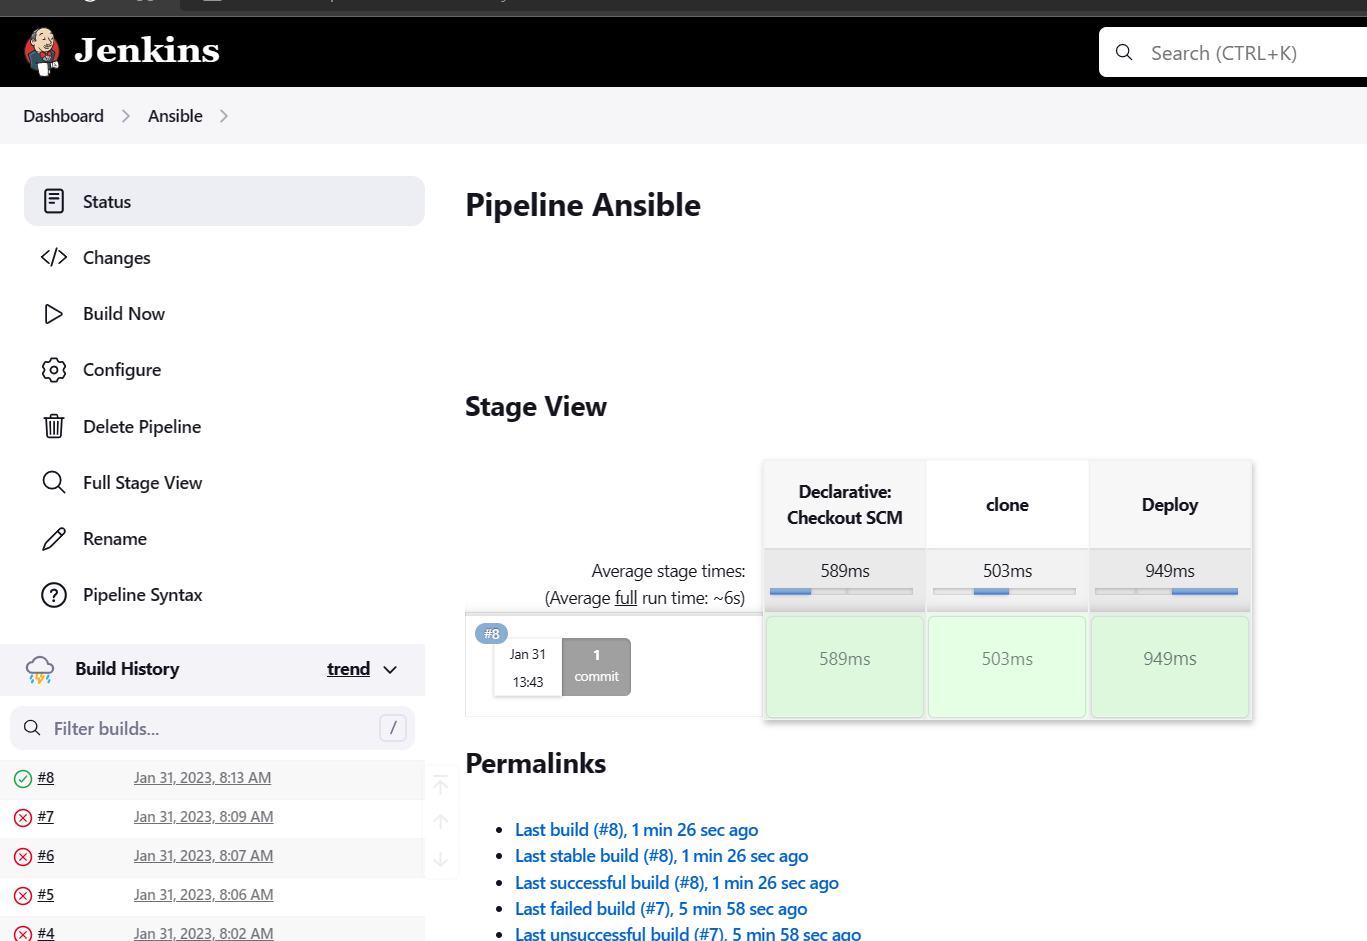 Jenkins
Search (CTRL+K)
Dashboard
Ansible
Status
Changes
Build Now
Configure
Delete Pipeline
Full Stage View
Rename
Pipeline Syntax
Build History
trend
Filter builds...
/
#8
Jan 31, 2023, 8:13 AM
#7
Jan 31, 2023, 8:09 AM
#6
Jan 31, 2023, 8:07 AM
#5
Jan 31, 2023, 8:06 AM
#4
Jan 31, 2023, 8:02 AM
Pipeline Ansible
Stage View
Declarative:
Checkout SCM
clone
Deploy
Average stage times:
(Average full run time: ~6s)
589ms
503ms
949ms
#8
Jan 31
13:43
1
commit
589ms
503ms
949ms
Permalinks
Last build (#8), 1 min 26 sec ago
Last stable build (#8), 1 min 26 sec ago
Last successful build (#8), 1 min 26 sec ago
Last failed build (#7), 5 min 58 sec ago
Last unsuccessful build (#7), 5 min 58 sec ago